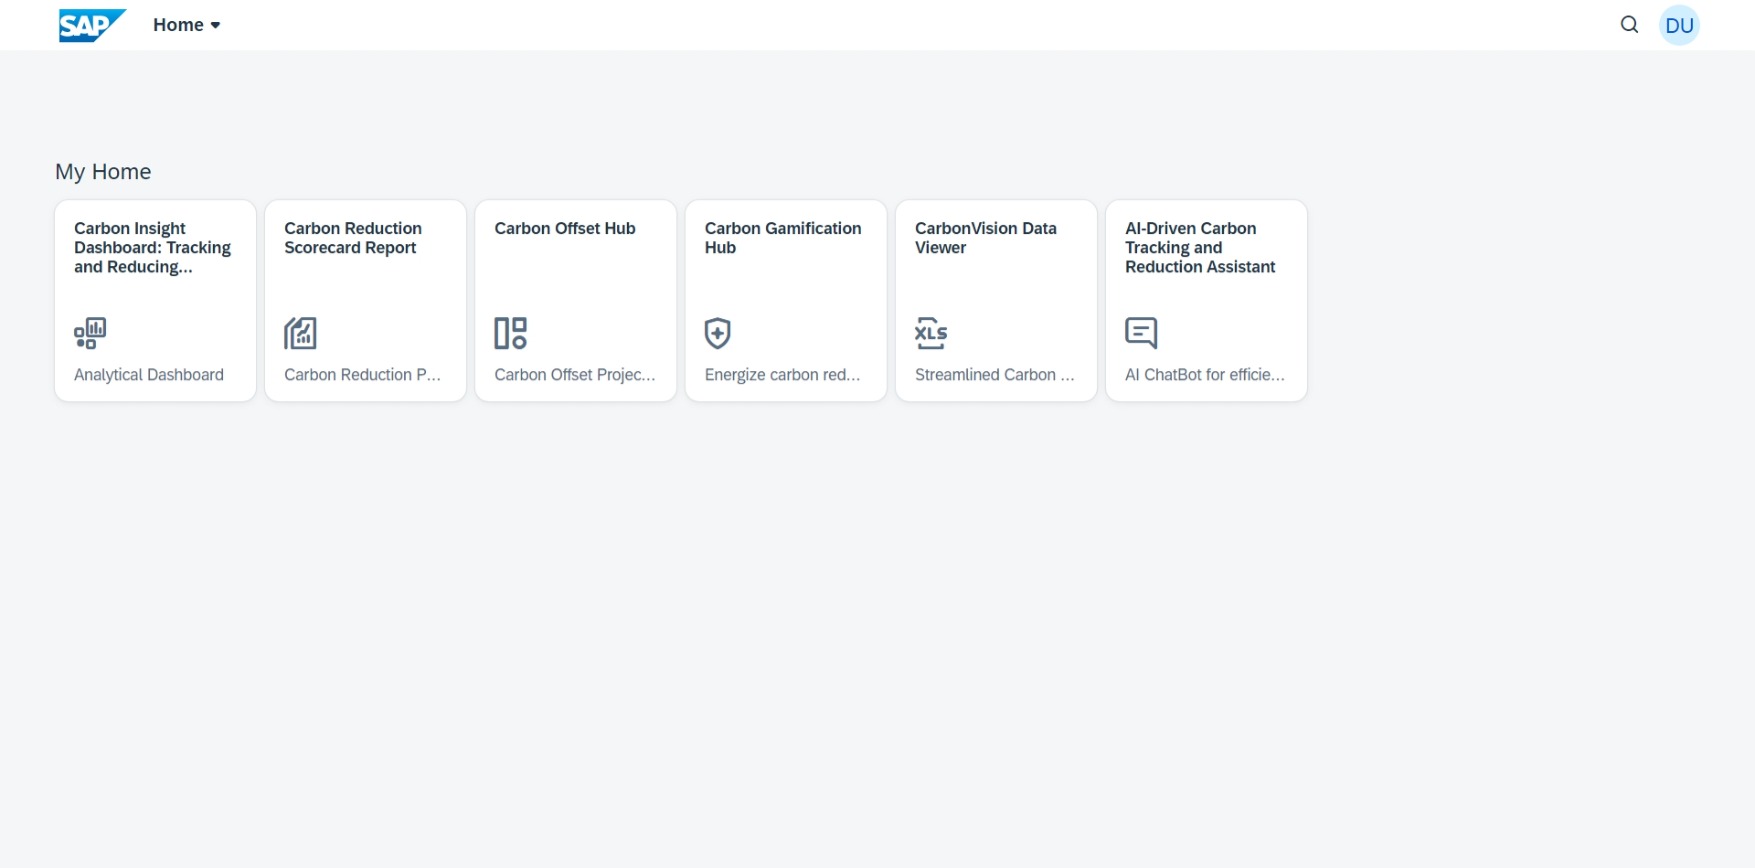 SAP
Home
DU
My Home
Carbon Insight
Dashboard: Tracking
and Reducing...
Analytical Dashboard
Carbon Reduction
Scorecard Report
Carbon Reduction P...
Carbon Offset Hub
Carbon Offset Projec...
Carbon Gamification
Hub
Energize carbon red...
CarbonVision Data
Viewer
XLS
Streamlined Carbon ...
AI-Driven Carbon
Tracking and
Reduction Assistant
AI ChatBot for efficie...